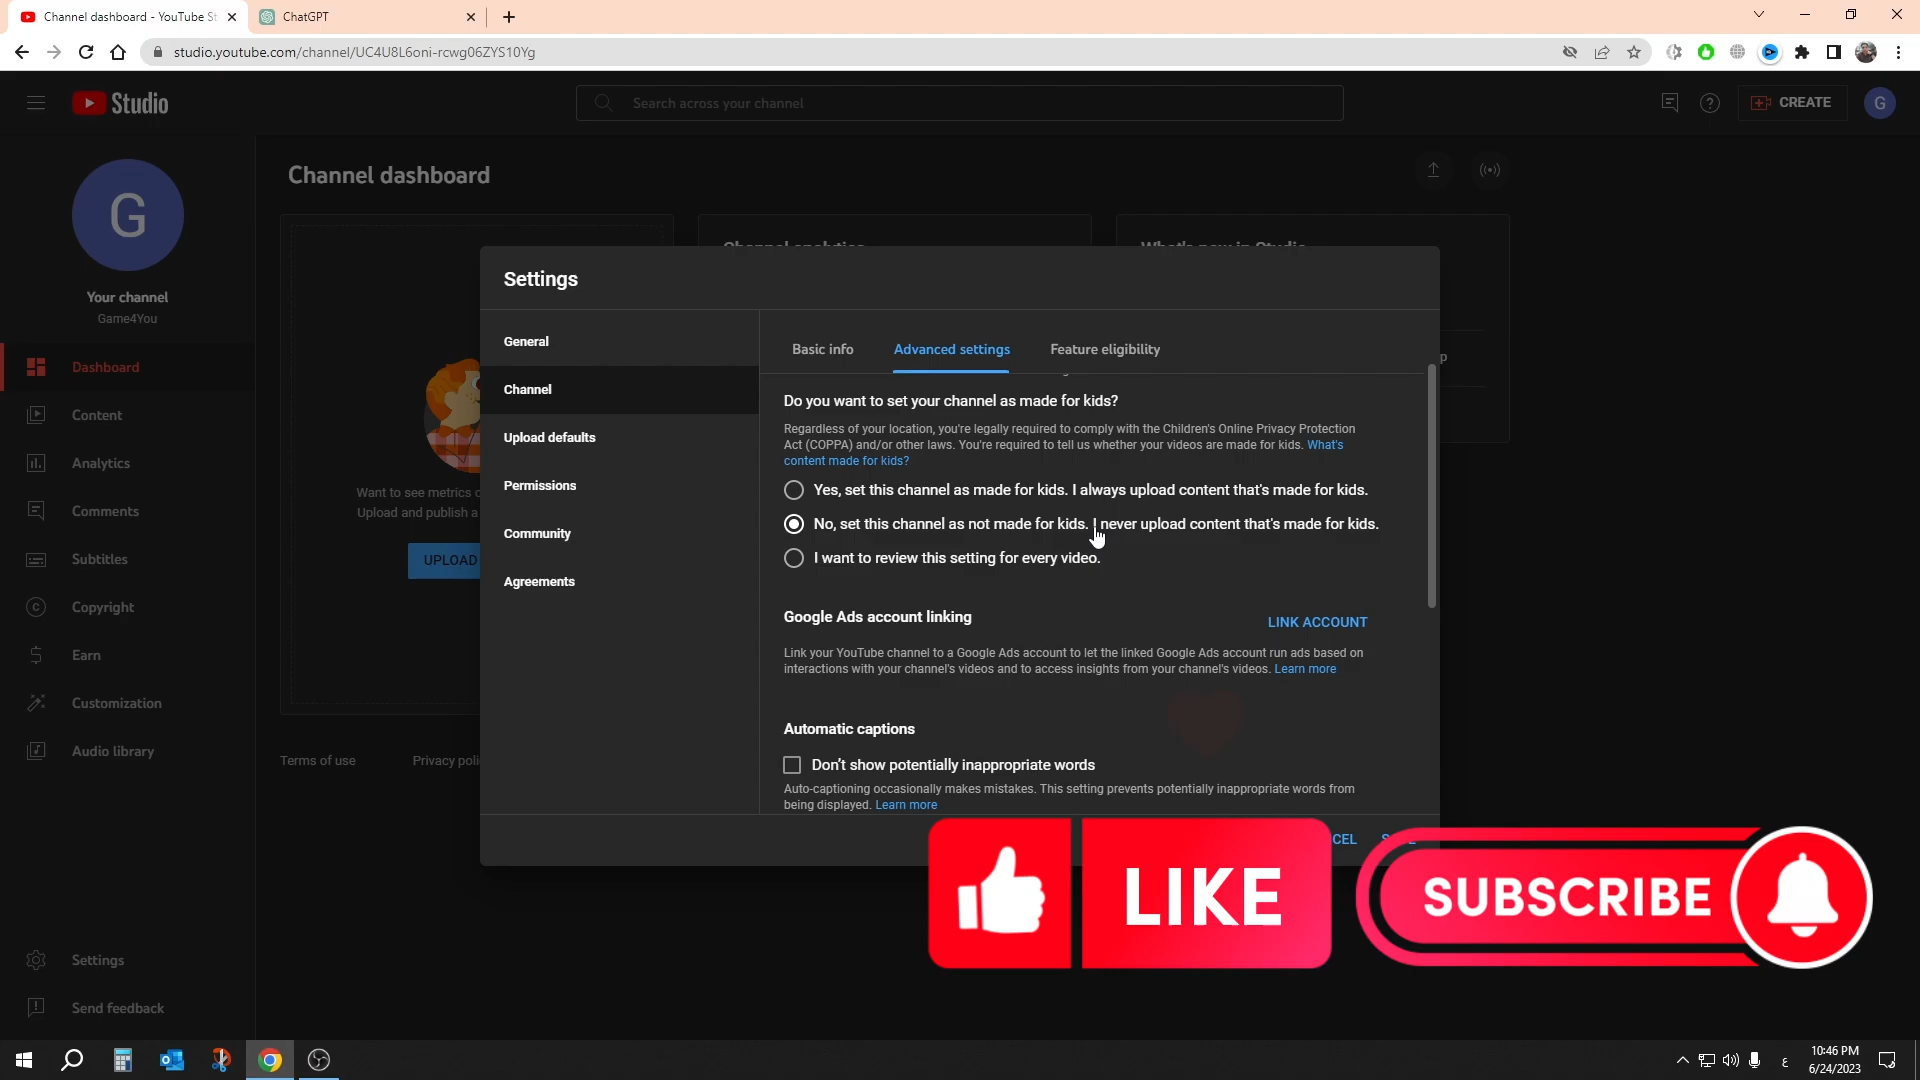 Channel dashboard - YouTube St
ChatGPT
studio.youtube.com/channel/UC4U8L6oni-rcwg06ZYS10Yg
Studio
Search across your channel
CREATE
G
G
Your channel
Game4You
Dashboard
Content
Analytics
Comments
Subtitles
Copyright
Earn
Customization
Audio library
Settings
Send feedback
Channel dashboard
Channel analytics
What's new in Studio
Want to see metrics
Upload and publish a
UPLOAD
Terms of use
Privacy poli
Settings
General
Channel
Upload defaults
Permissions
Community
Agreements
Basic info
Advanced settings
Feature eligibility
Do you want to set your channel as made for kids?
Regardless of your location, you're legally required to comply with the Children's Online Privacy Protection
Act (COPPA) and/or other laws. You're required to tell us whether your videos are made for kids. What's
content made for kids?
Yes, set this channel as made for kids. I always upload content that's made for kids.
No, set this channel as not made for kids. I never upload content that's made for kids.
I want to review this setting for every video.
Google Ads account linking
LINK ACCOUNT
Link your YouTube channel to a Google Ads account to let the linked Google Ads account run ads based on
interactions with your channel's videos and to access insights from your channel's videos. Learn more
Automatic captions
Don't show potentially inappropriate words
Auto-captioning occasionally makes mistakes. This setting prevents potentially inappropriate words from
being displayed. Learn more
CEL
LIKE
SUBSCRIBE
ع
10:46 PM
6/24/2023